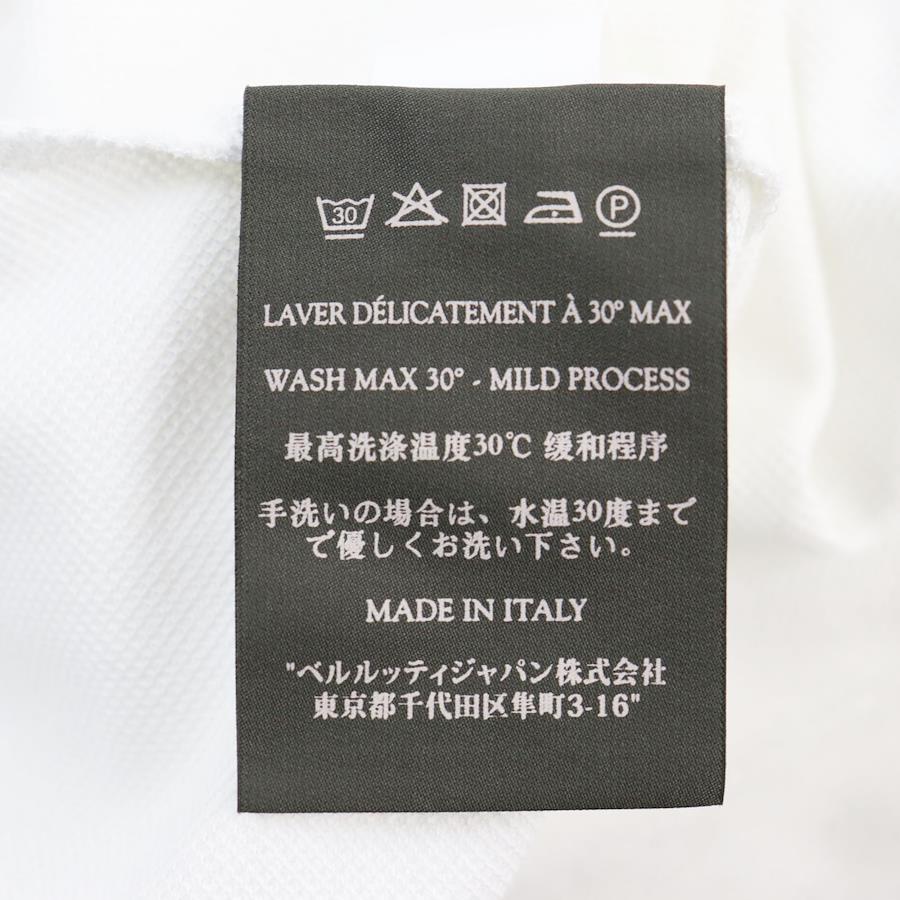 30 P
LAVER DÉLICATEMENT À 30° MAX
WASH MAX 30° - MILD PROCESS
最高洗涤温度30℃ 缓和程序
手洗いの場合は、水温30度まで
で優しくお洗い下さい。
MADE IN ITALY
"ベルルッティジャパン株式会社
東京都千代田区隼町3-16"